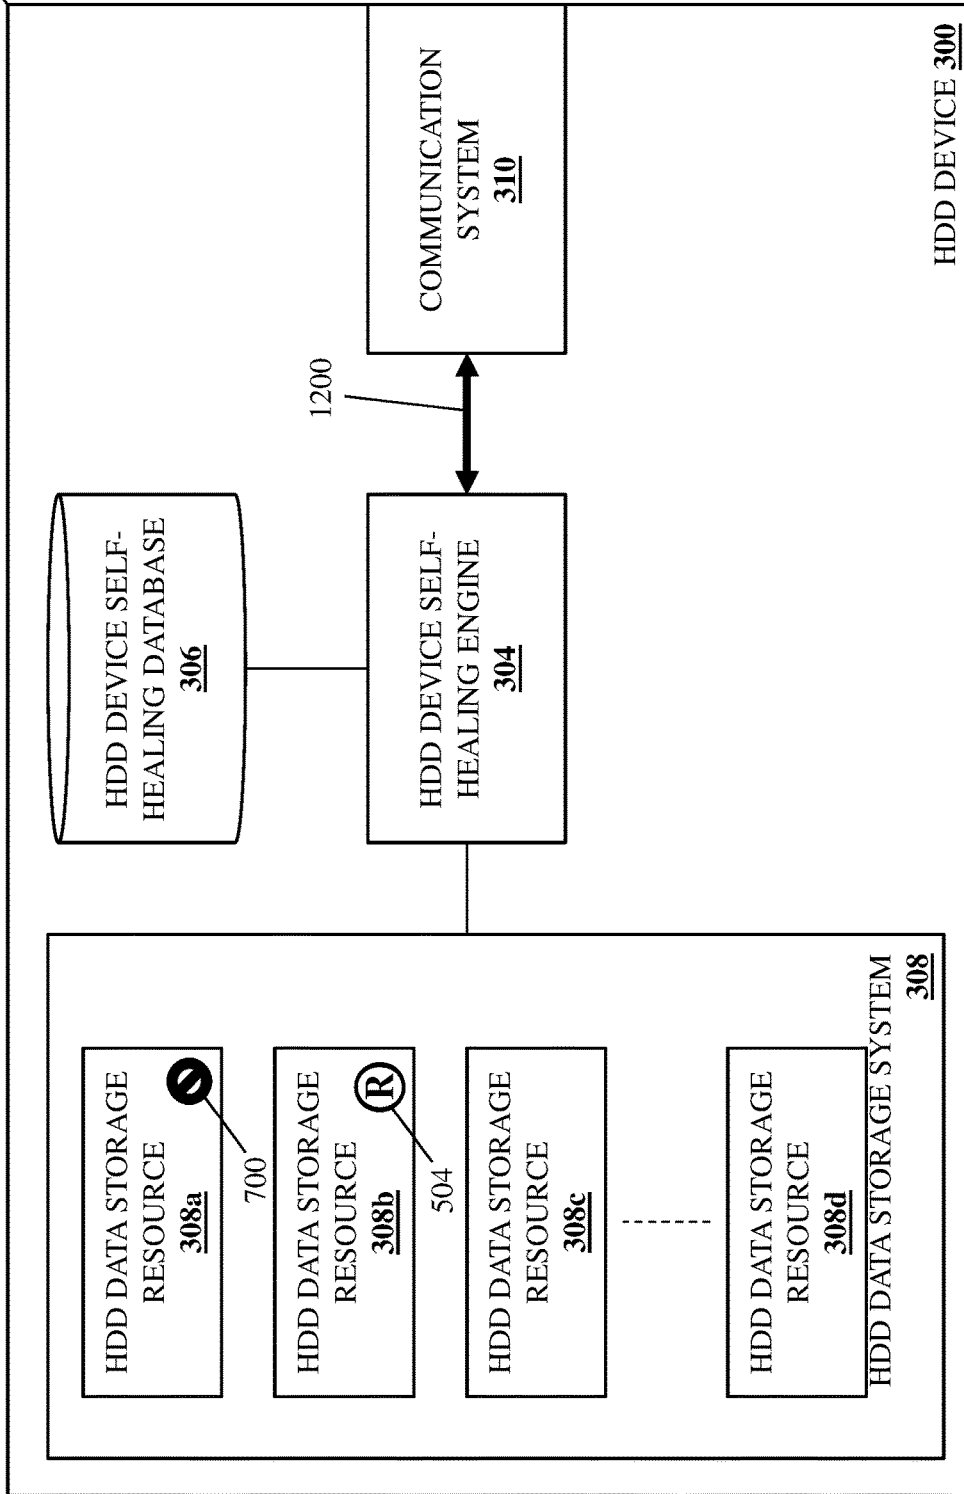 HDD DEVICE SELF-
HEALING DATABASE
306
HDD DEVICE SELF-
HEALING ENGINE
304
1200
COMMUNICATION
SYSTEM
310
HDD DATA STORAGE
RESOURCE
308a
700
HDD DATA STORAGE
RESOURCE
308b
R
504
HDD DATA STORAGE
RESOURCE
308c
HDD DATA STORAGE
RESOURCE
308d
HDD DATA STORAGE SYSTEM
308
HDD DEVICE 300